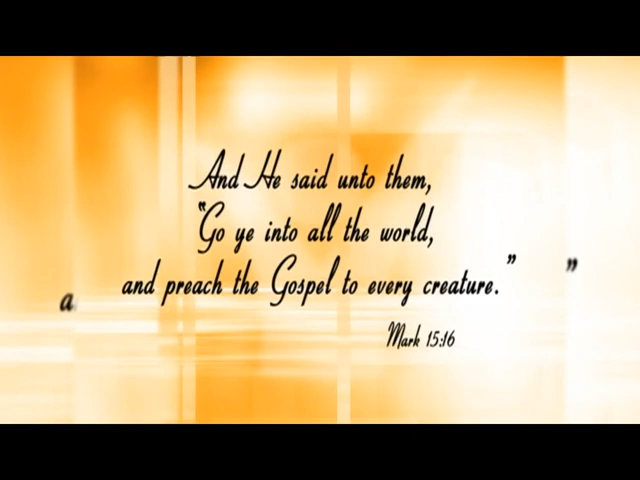 And He said unto them,
“Go ye into all the world,
and preach the Gospel to every creature.”
a
”
Mark 15:16